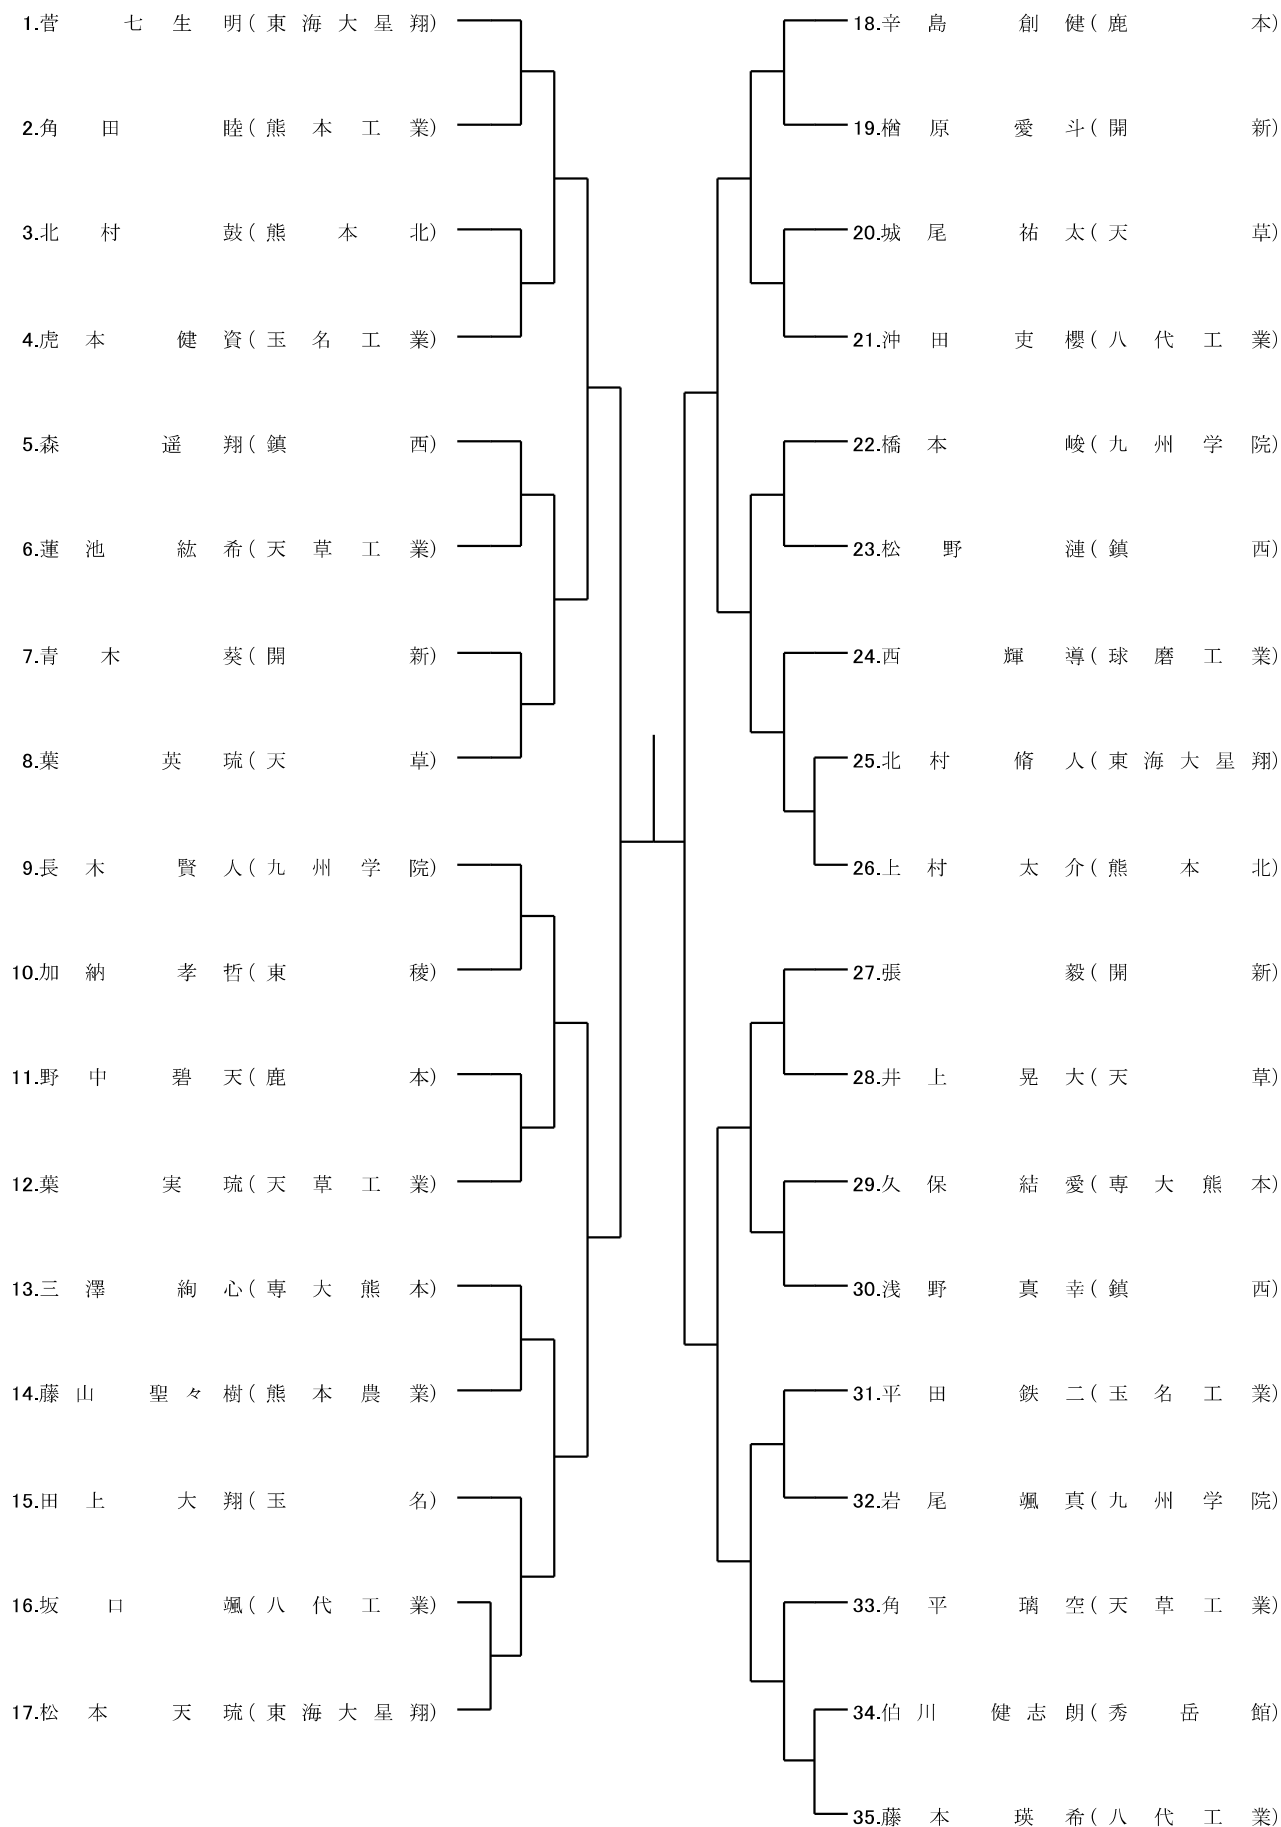 1.菅 七生明(東海大星翔)
2.角田 睦(熊本工業)
3.北村 鼓(熊本北)
4.虎本 健資(玉名工業)
5.森 遥翔(鎮西)
6.蓮池 紘希(天草工業)
7.青木 葵(開新)
8.葉 英琉(天草)
9.長木 賢人(九州学院)
10.加納 孝哲(東稜)
11.野中 碧天(鹿本)
12.葉 実琉(天草工業)
13.三澤 絢心(専大熊本)
14.藤山 聖々樹(熊本農業)
15.田上 大翔(玉名)
16.坂口 颯(八代工業)
17.松本 天琉(東海大星翔)
18.辛島 創健(鹿本)
19.楢原 愛斗(開新)
20.城尾 祐太(天草)
21.沖田 吏櫻(八代工業)
22.橋本 峻(九州学院)
23.松野 漣(鎮西)
24.西 輝導(球磨工業)
25.北村 脩人(東海大星翔)
26.上村 太介(熊本北)
27.張 毅(開新)
28.井上 晃大(天草)
29.久保 結愛(専大熊本)
30.浅野 真幸(鎮西)
31.平田 鉄二(玉名工業)
32.岩尾 颯真(九州学院)
33.角平 璃空(天草工業)
34.伯川 健志朗(秀岳館)
35.藤本 瑛希(八代工業)